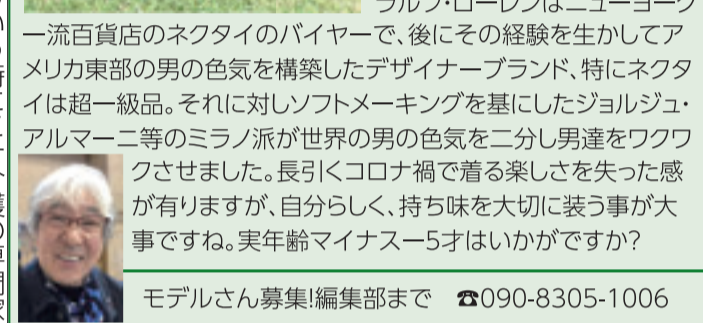 ラルフ・ローレンはニューヨーク
一流百貨店のネクタイのバイヤーで、後にその経験を生かしてア
メリカ東部の男の色気を構築したデザイナーブランド、特にネクタ
イは超一級品。それに対しソフトメーキングを基にしたジョルジュ・
アルマーニ等のミラノ派が世界の男の色気を二分し男達をワクワ
クさせました。長引くコロナ禍で着る楽しさを失った感
が有りますが、自分らしく、持ち味を大切に装う事が大
事ですね。実年齢マイナスー5才はいかがですか?
モデルさん募集!編集部まで ☎090-8305-1006